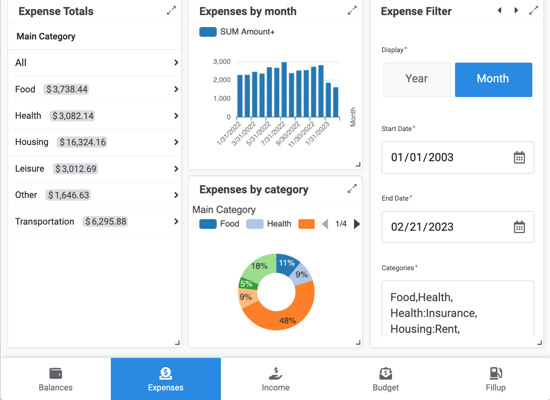 Expense Totals
Main Category
All
Food $ 3,738.44
Health $ 3,082.14
Housing $ 16,324.16
Leisure $ 3,012.69
Other $ 1,646.63
Transportation $ 6,295.88
Expenses by month
SUM Amount+
3,000
2,000
1,000
0
1/31/2022
3/31/2022
5/31/2022
7/31/2022
9/30/2022
11/30/2022
1/31/2023
Month
Expenses by category
Main Category
Food Health 1/4
11%
9%
48%
9%
5%
18%
Expense Filter
Display*
Year Month
Start Date*
01/01/2003
End Date*
02/21/2023
Categories*
Food,Health,
Health:Insurance,
Housing:Rent,
Balances Expenses Income Budget Fillup